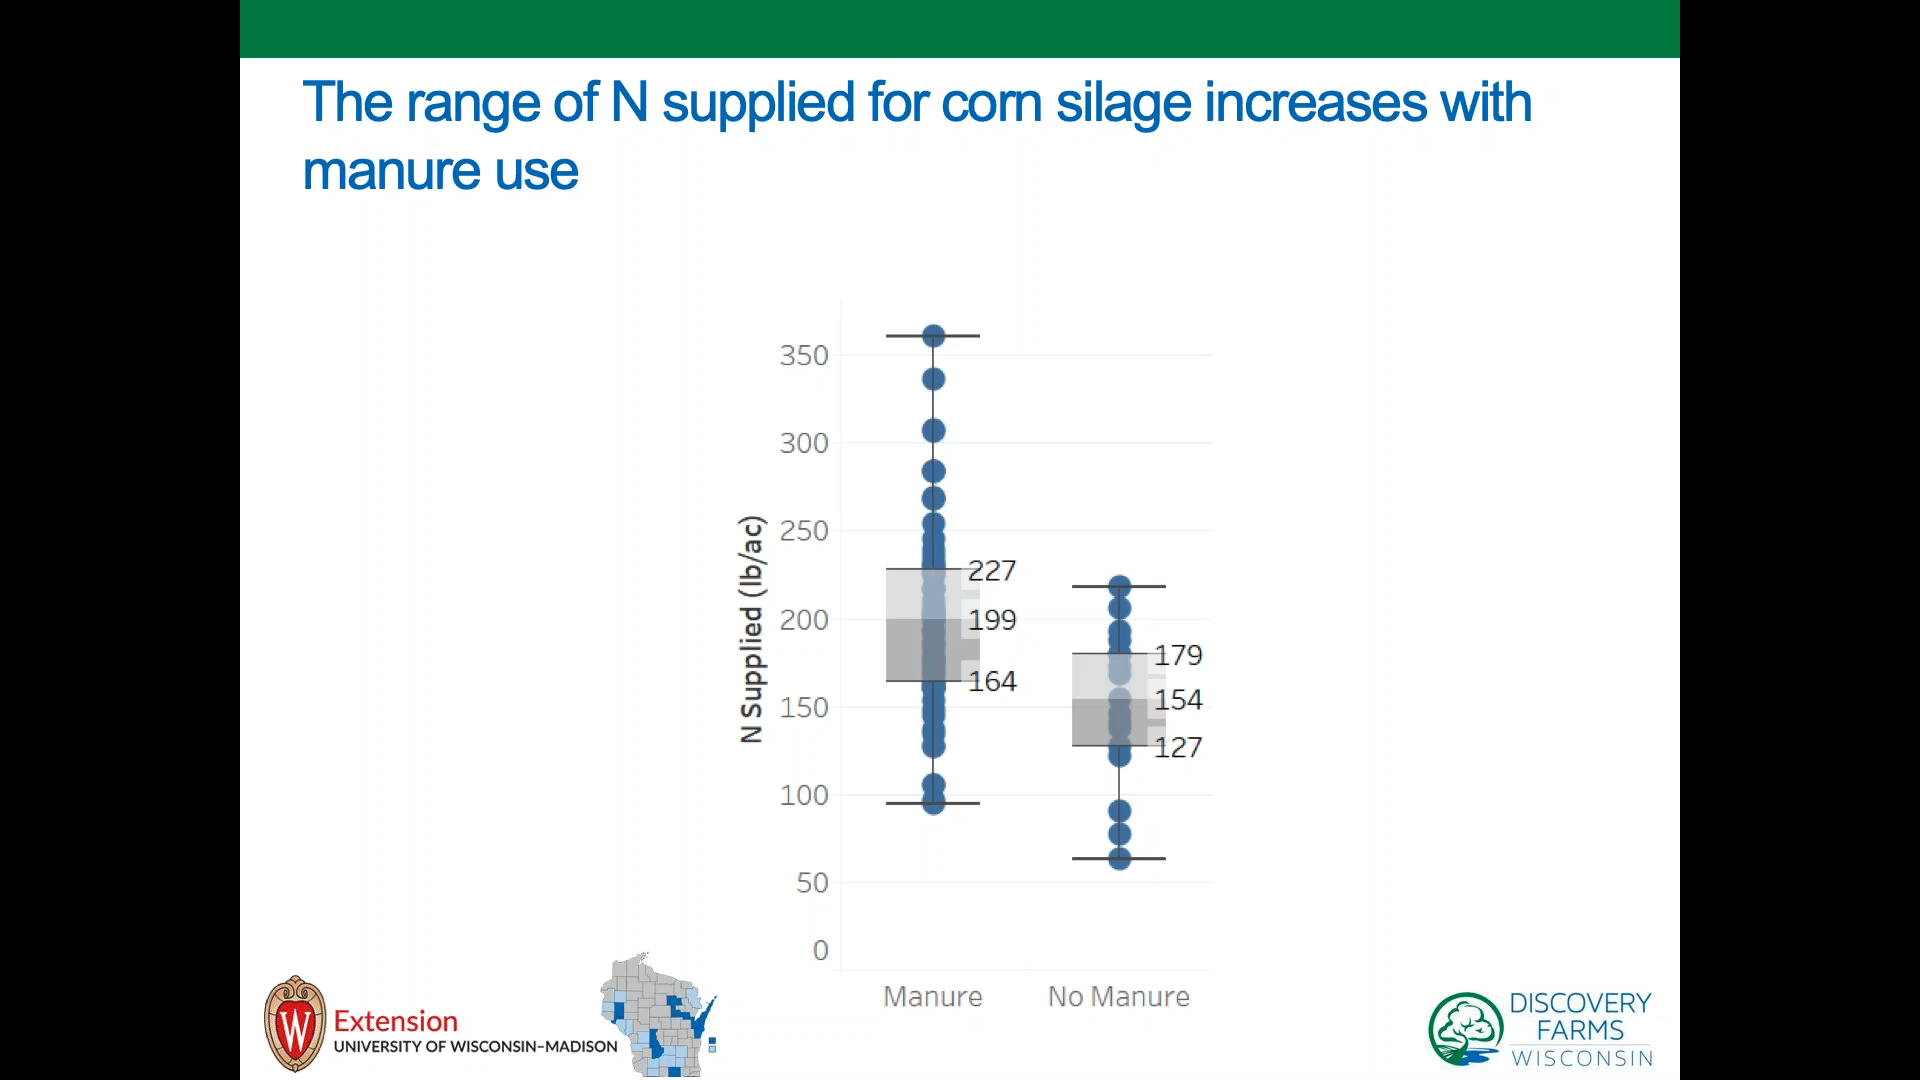 The range of N supplied for corn silage increases with
manure use
N Supplied (lb/ac)
350
300
250
200
150
100
50
0
227
199
164
179
154
127
Manure
No Manure
W
Extension
UNIVERSITY OF WISCONSIN–MADISON
DISCOVERY
FARMS
WISCONSIN